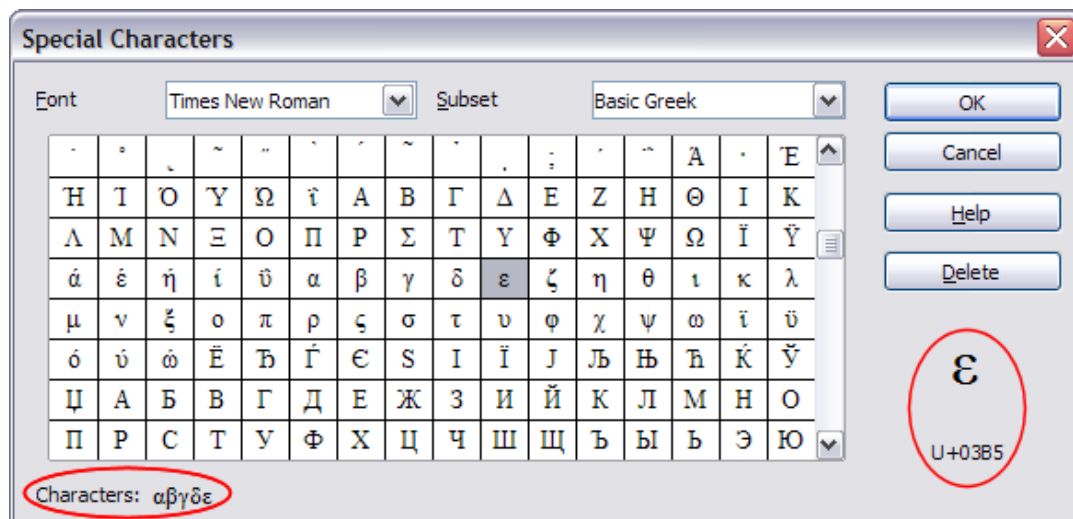 Special Characters
Font Times New Roman Subset Basic Greek
OK
Cancel
Help
Delete
˙ ˚ ˛ ˜ ˝ ̀ ́ ̃ ̉ ̣ ; ΄ ΅ Ά · Έ
Ή Ί Ό Ύ Ώ ΐ Α Β Γ Δ Ε Ζ Η Θ Ι Κ
Λ Μ Ν Ξ Ο Π Ρ Σ Τ Υ Φ Χ Ψ Ω Ϊ Ϋ
ά έ ή ί ΰ α β γ δ ε ζ η θ ι κ λ
μ ν ξ ο π ρ ς σ τ υ φ χ ψ ω ϊ ϋ
ό ύ ώ Ё Ђ Ѓ Є Ѕ І Ї Ј Љ Њ Ћ Ќ Ў
Џ А Б В Г Д Е Ж З И Й К Л М Н О
П Р С Т У Ф Х Ц Ч Ш Щ Ъ Ы Ь Э Ю
ε
U+03B5
Characters: αβγδε